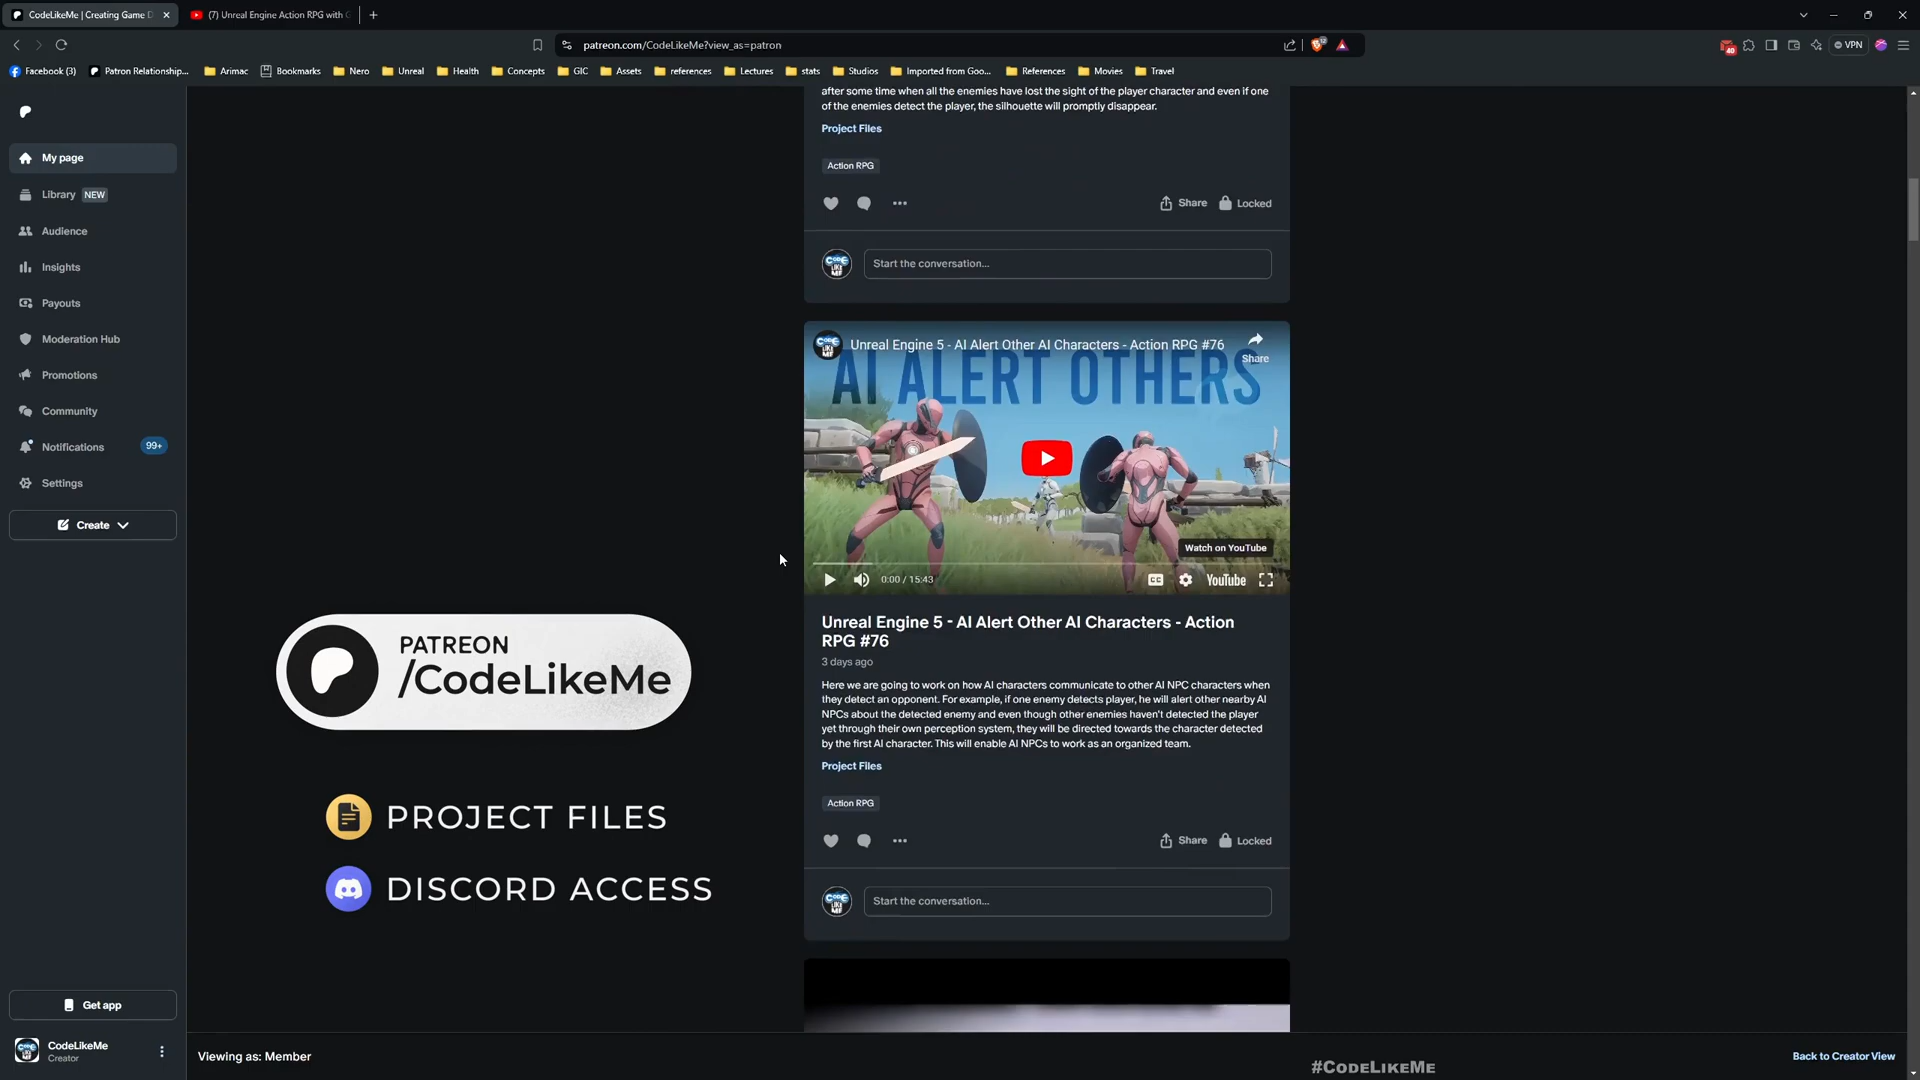 CodeLikeMe | Creating Game D
(7) Unreal Engine Action RPG with
patreon.com/CodeLikeMe?view_as=patron
VPN
Facebook (3)
Patron Relationship...
Arimac
Bookmarks
Nero
Unreal
Health
Concepts
GIC
Assets
references
Lectures
stats
Studios
Imported from Goo...
References
Movies
Travel
My page
Library NEW
Audience
Insights
Payouts
Moderation Hub
Promotions
Community
Notifications 99+
Settings
Create
Get app
CodeLikeMe
Creator
after some time when all the enemies have lost the sight of the player character and even if one
of the enemies detect the player, the silhouette will promptly disappear.
Project Files
Action RPG
Share
Locked
CODE LIKE ME
Start the conversation...
Unreal Engine 5 - AI Alert Other AI Characters - Action RPG #76
Share
AI ALERT OTHERS
Watch on YouTube
0:00 / 15:43
CC
YouTube
Unreal Engine 5 - AI Alert Other AI Characters - Action
RPG #76
3 days ago
Here we are going to work on how AI characters communicate to other AI NPC characters when
they detect an opponent. For example, if one enemy detects player, he will alert other nearby AI
NPCs about the detected enemy and even though other enemies haven't detected the player
yet through their own perception system, they will be directed towards the character detected
by the first AI character. This will enable AI NPCs to work as an organized team.
Project Files
Action RPG
Share
Locked
CODE LIKE ME
Start the conversation...
PATREON
/CodeLikeMe
PROJECT FILES
DISCORD ACCESS
Viewing as: Member
#CODELIKEME
Back to Creator View